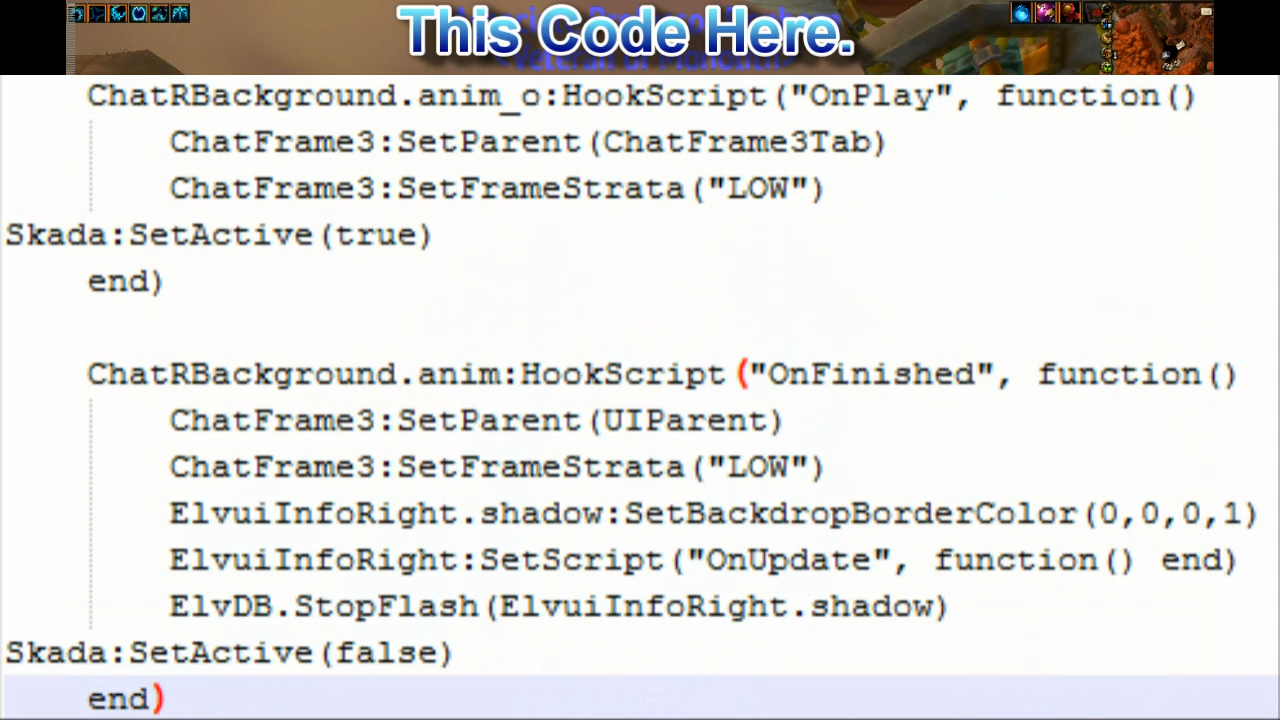 This Code Here.
ChatRBackground.anim_o:HookScript("OnPlay", function()
ChatFrame3:SetParent(ChatFrame3Tab)
ChatFrame3:SetFrameStrata("LOW")
Skada:SetActive(true)
end)
ChatRBackground.anim:HookScript("OnFinished", function()
ChatFrame3:SetParent(UIParent)
ChatFrame3:SetFrameStrata("LOW")
ElvuiInfoRight.shadow:SetBackdropBorderColor(0,0,0,1)
ElvuiInfoRight:SetScript("OnUpdate", function() end)
ElvDB.StopFlash(ElvuiInfoRight.shadow)
Skada:SetActive(false)
end)